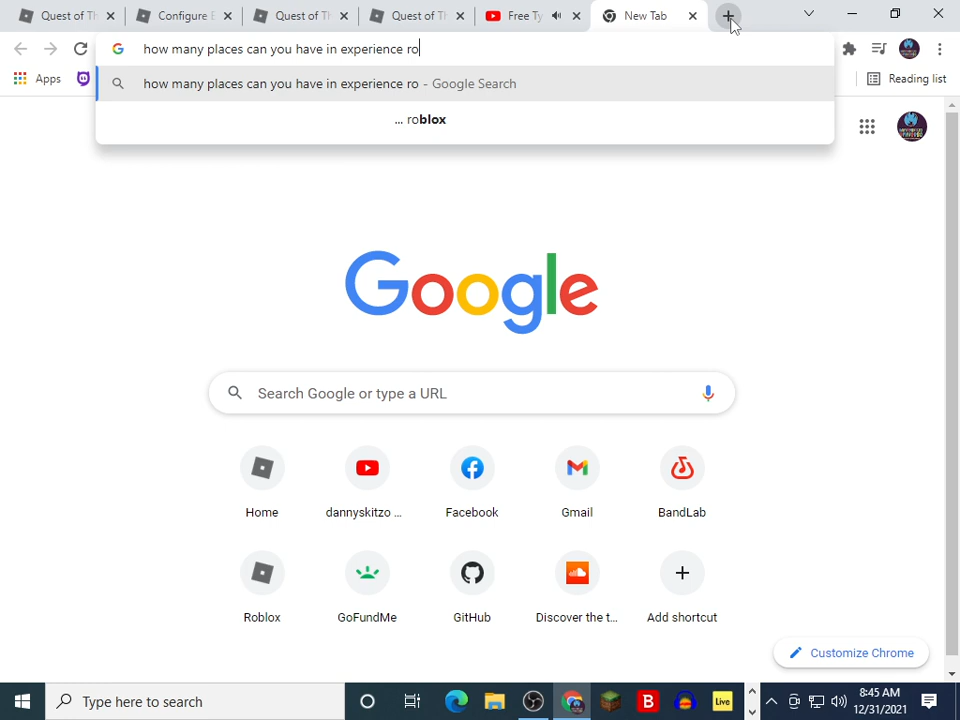 Quest of Th
Configure E
Quest of Th
Quest of Th
Free Ty
New Tab
how many places can you have in experience ro
Apps
Reading list
how many places can you have in experience ro - Google Search
... roblox
Google
Search Google or type a URL
Home
dannyskitzo ...
Facebook
Gmail
BandLab
Roblox
GoFundMe
GitHub
Discover the t...
Add shortcut
Customize Chrome
Type here to search
B
Live
8:45 AM
12/31/2021